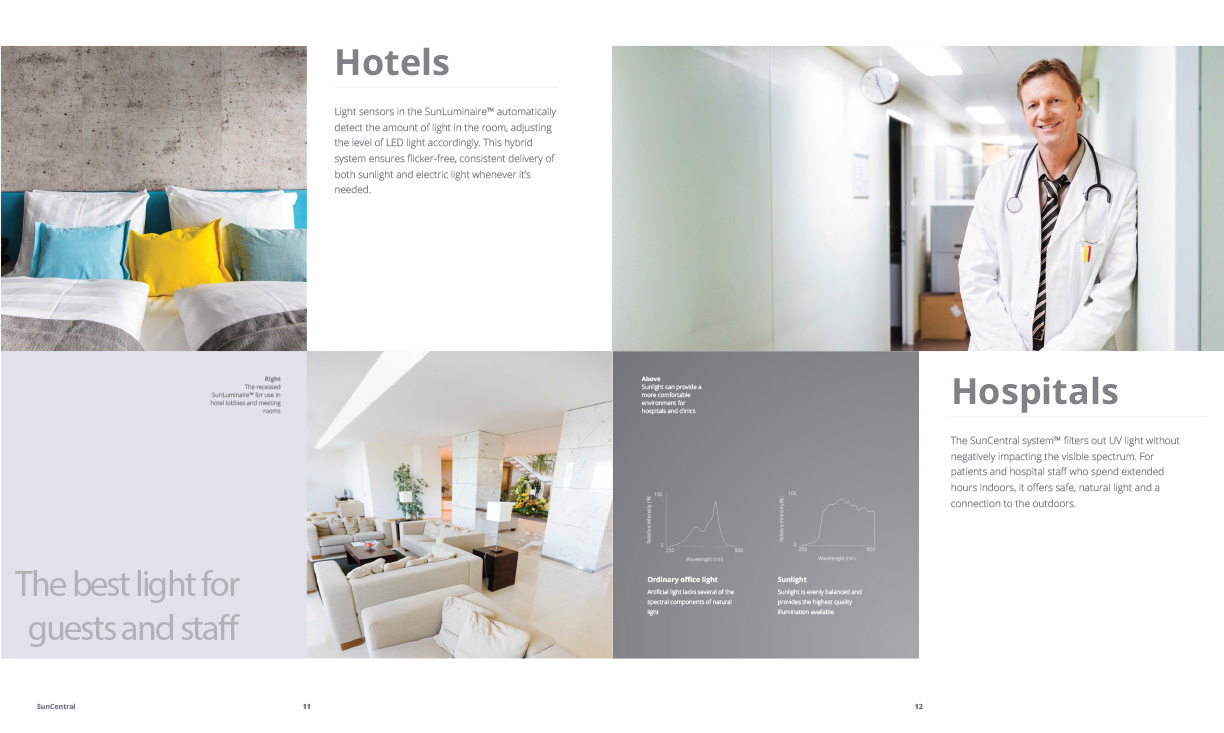 Hotels
Light sensors in the SunLuminaire™ automatically
detect the amount of light in the room, adjusting
the level of LED light accordingly. This hybrid
system ensures flicker-free, consistent delivery of
both sunlight and electric light whenever it's
needed.
Right
The recessed
SunLuminaire™ for use in
hotel lobbies and meeting
rooms
The best light for
guests and staff
SunCentral
11
Above
Sunlight can provide a
more comfortable
environment for
hospitals and clinics
100
Relative Intensity (%)
0
250
900
Wavelength (nm)
Ordinary office light
Artificial light lacks several of the
spectral components of natural
light
100
Relative Intensity(%)
0
250
Wavelength (nm)
Sunlight
Sunlight is evenly balanced and
provides the highest quality
illumination available
Hospitals
The SunCentral system™ filters out UV light without
negatively impacting the visible spectrum. For
patients and hospital staff who spend extended
hours indoors, it offers safe, natural light and a
connection to the outdoors.
12